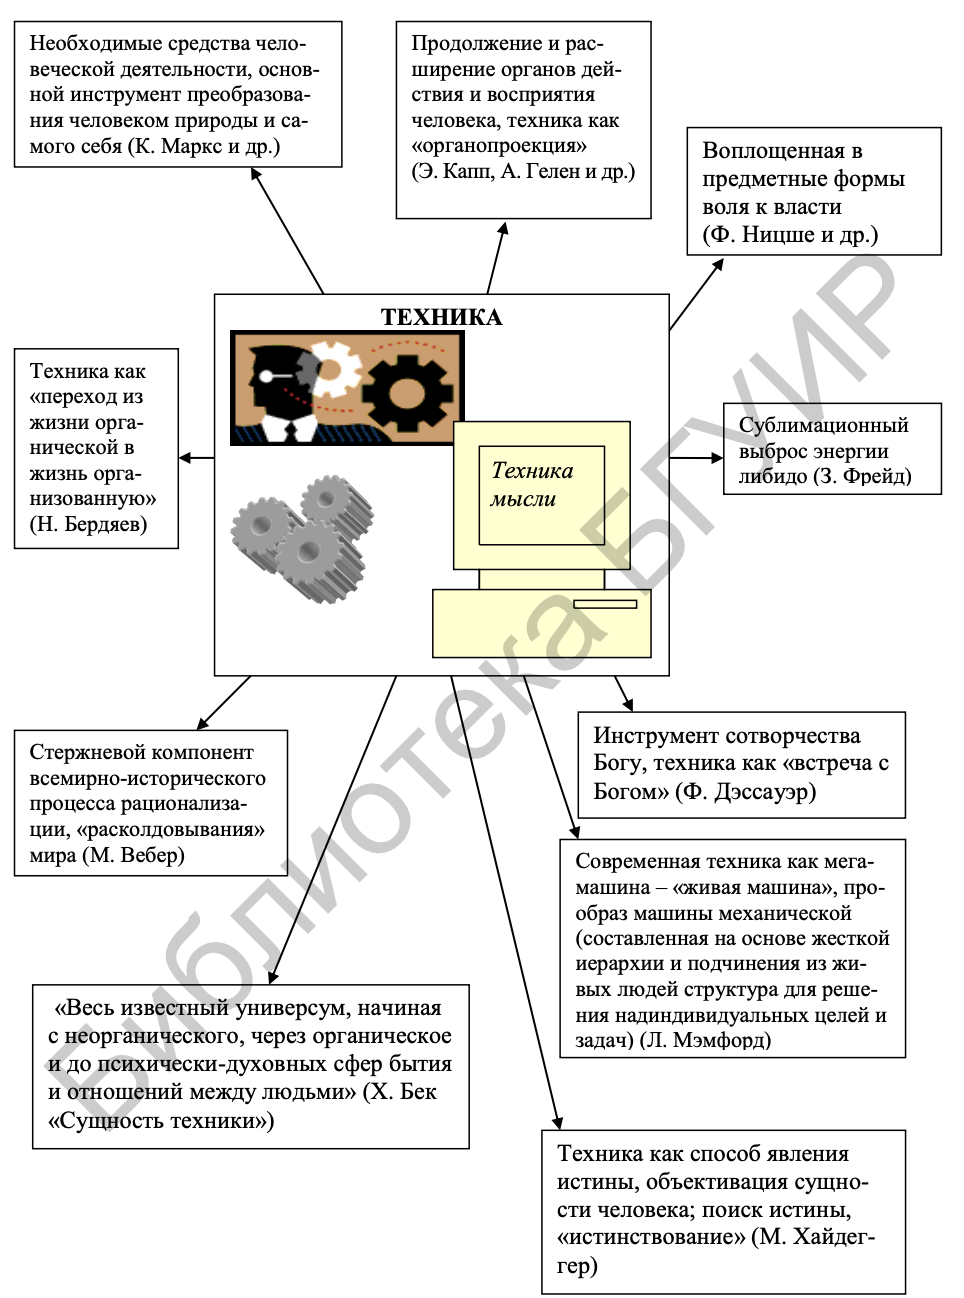 Необходимые средства чело-
веческой деятельности, основ-
ной инструмент преобразова-
ния человеком природы и са-
мого себя (К. Маркс и др.)
Продолжение и рас-
ширение органов дей-
ствия и восприятия
человека, техника как
«органопроекция»
(Э. Капп, А. Гелен и др.)
Воплощенная в
предметные формы
воля к власти
(Ф. Ницше и др.)
ТЕХНИКА
Техника как
«переход из
жизни орга-
нической в
жизнь орга-
низованную»
(Н. Бердяев)
Техника
мысли
Сублимационный
выброс энергии
либидо (З. Фрейд)
Стержневой компонент
всемирно-исторического
процесса рационализа-
ции, «расколдовывания»
мира (М. Вебер)
Инструмент сотворчества
Богу, техника как «встреча с
Богом» (Ф. Дэссауэр)
Современная техника как мега-
машина – «живая машина», про-
образ машины механической
(составленная на основе жесткой
иерархии и подчинения из жи-
вых людей структура для реше-
ния надиндивидуальных целей и
задач) (Л. Мэмфорд)
«Весь известный универсум, начиная
с неорганического, через органическое
и до психически-духовных сфер бытия
и отношений между людьми» (Х. Бек
«Сущность техники»)
Техника как способ явления
истины, объективация сущно-
сти человека; поиск истины,
«истинствование» (М. Хайдег-
гер)
Библиотека БГУИР